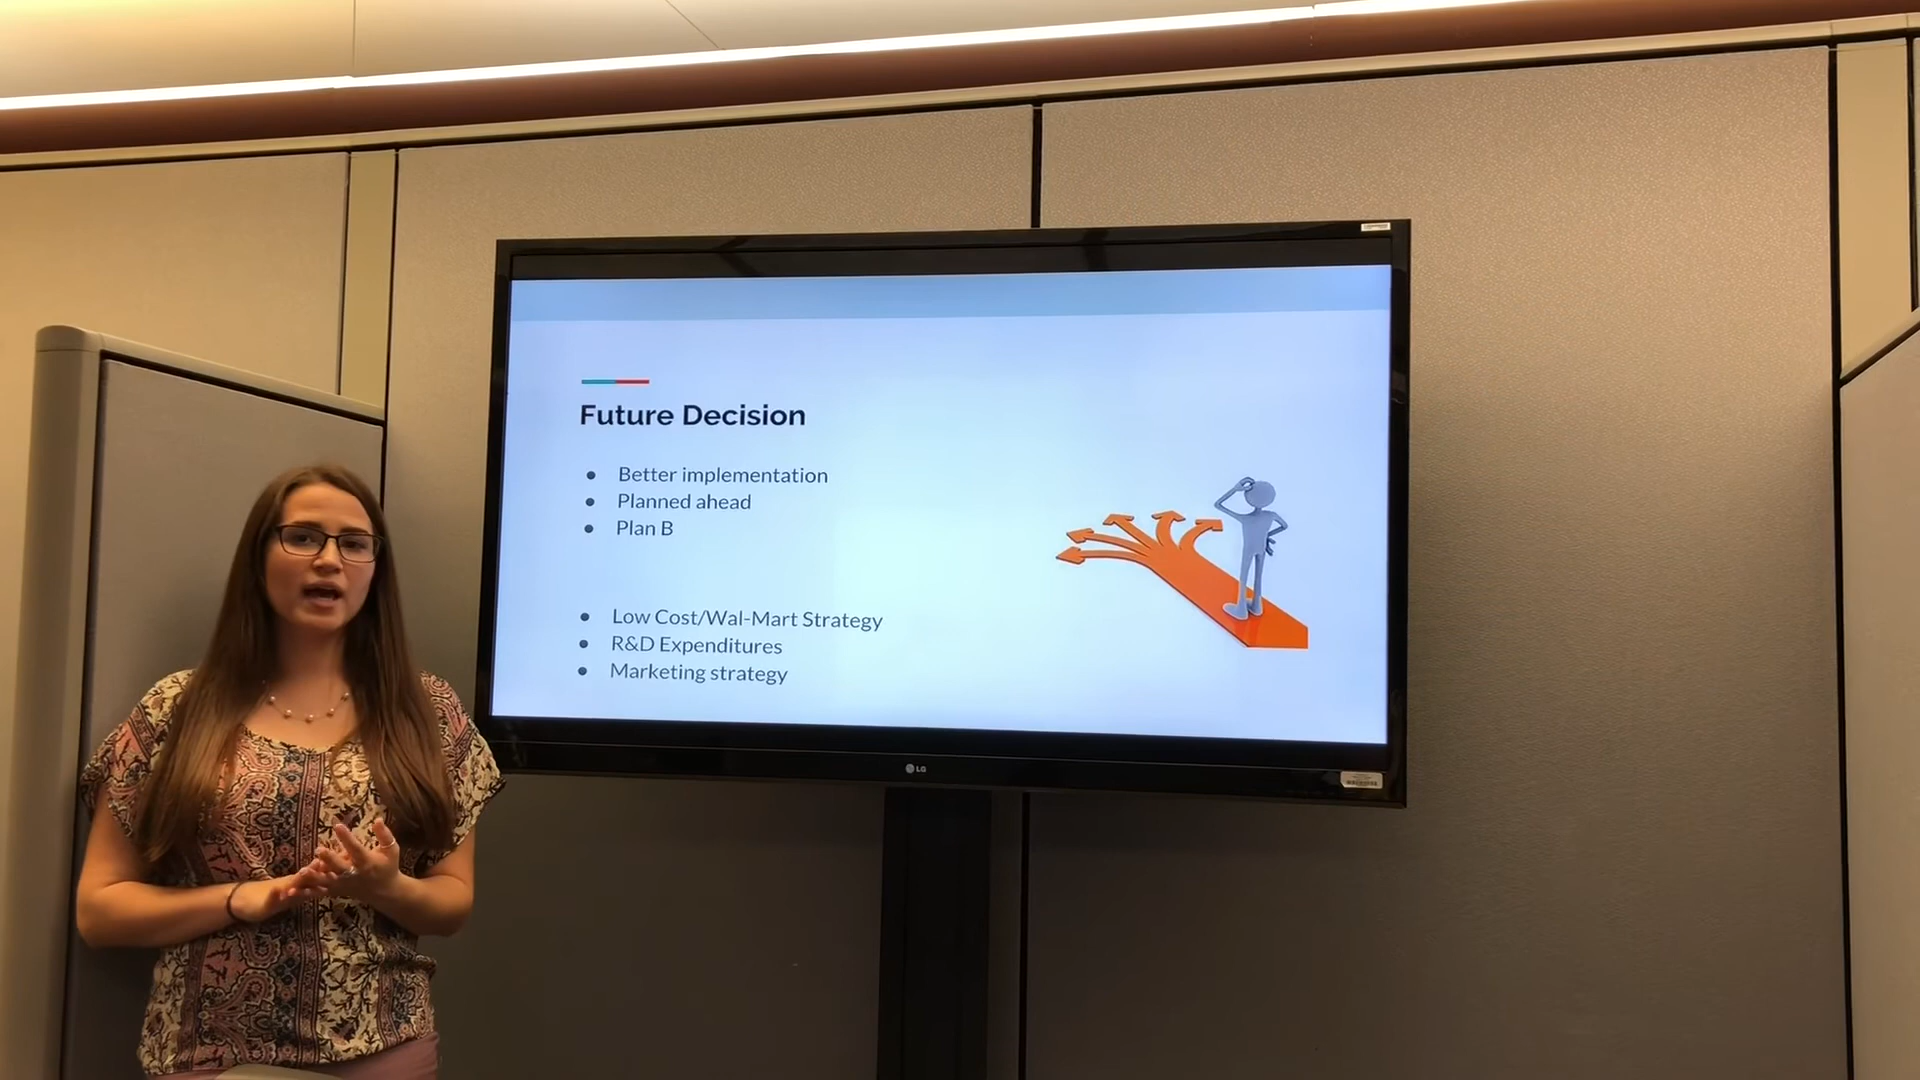 Future Decision
● Better implementation
● Planned ahead
● Plan B
● Low Cost/Wal-Mart Strategy
● R&D Expenditures
● Marketing strategy
LG